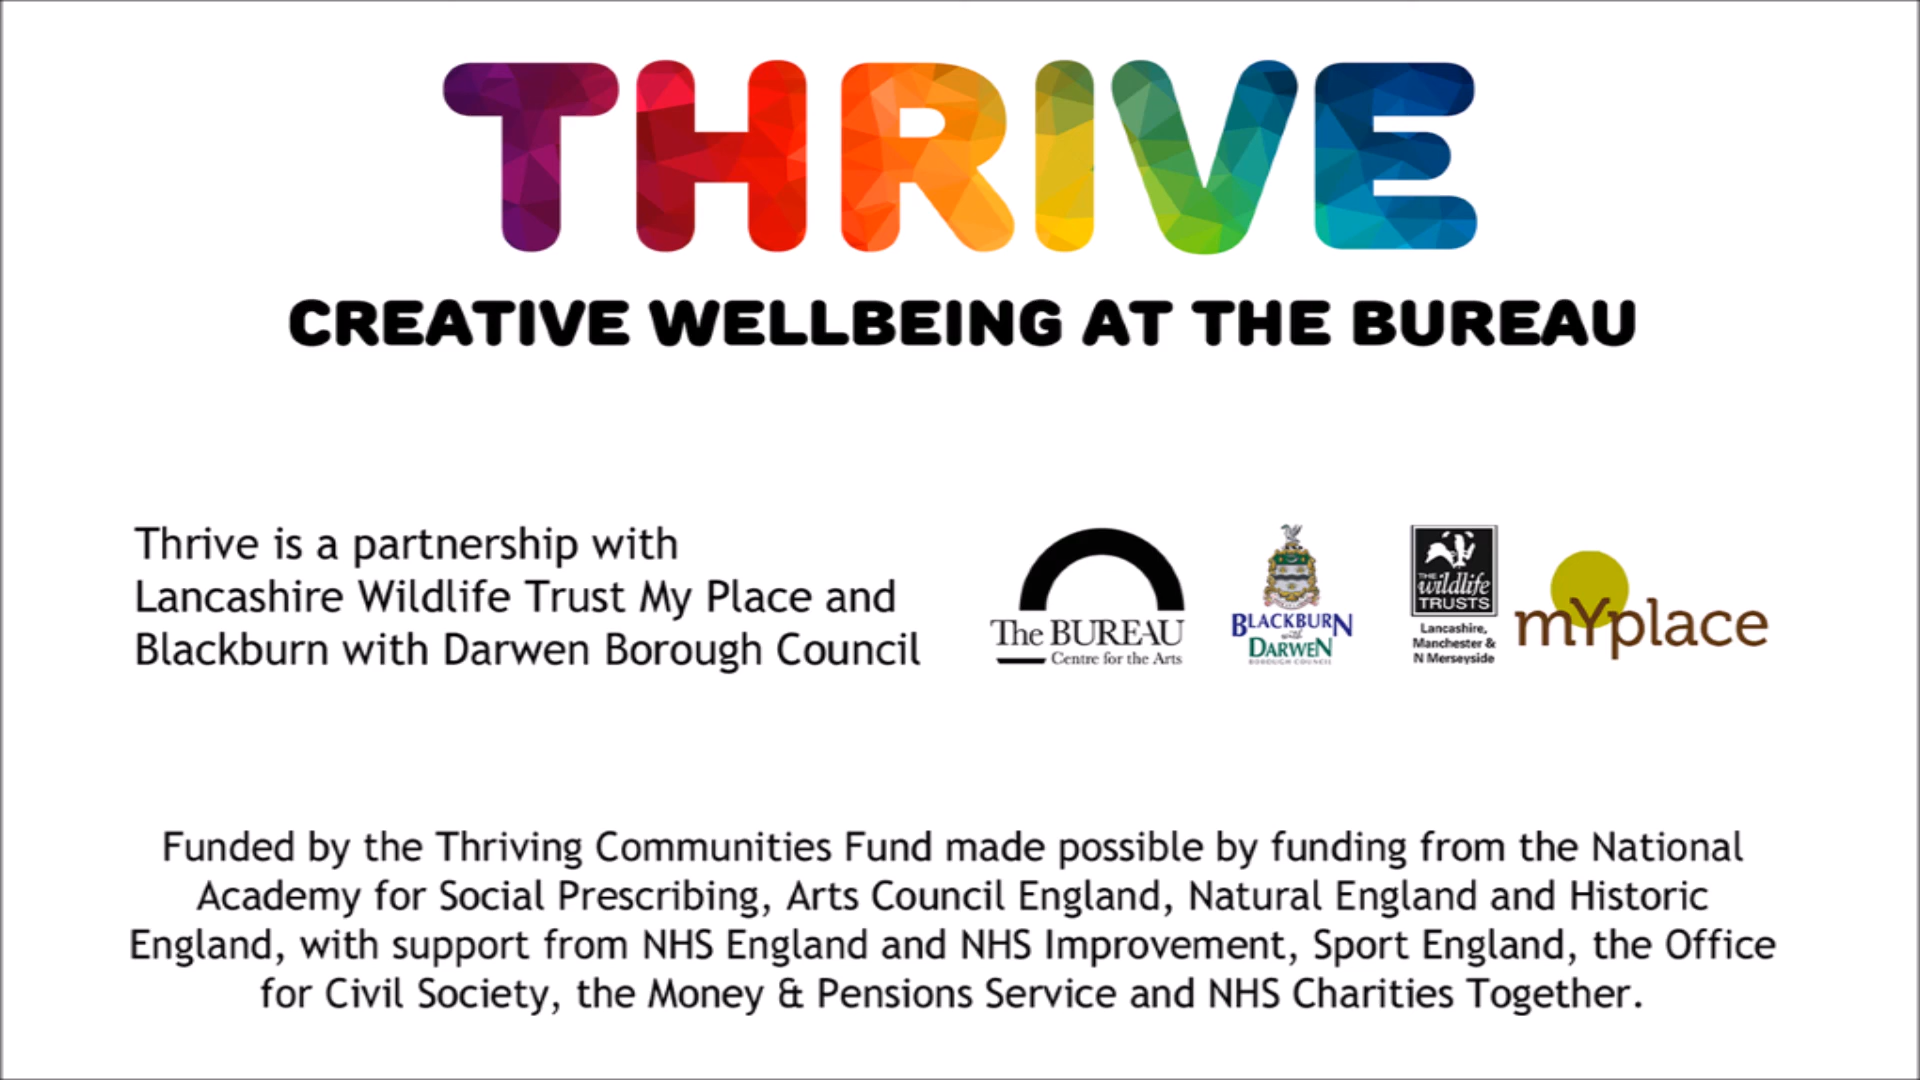 THRIVE
CREATIVE WELLBEING AT THE BUREAU
Thrive is a partnership with
Lancashire Wildlife Trust My Place and
Blackburn with Darwen Borough Council
The BUREAU
Centre for the Arts
BLACKBURN
with
DARWEN
BOROUGH COUNCIL
THE
wildlife
TRUSTS
Lancashire,
Manchester &
N Merseyside
mYplace
Funded by the Thriving Communities Fund made possible by funding from the National
Academy for Social Prescribing, Arts Council England, Natural England and Historic
England, with support from NHS England and NHS Improvement, Sport England, the Office
for Civil Society, the Money & Pensions Service and NHS Charities Together.